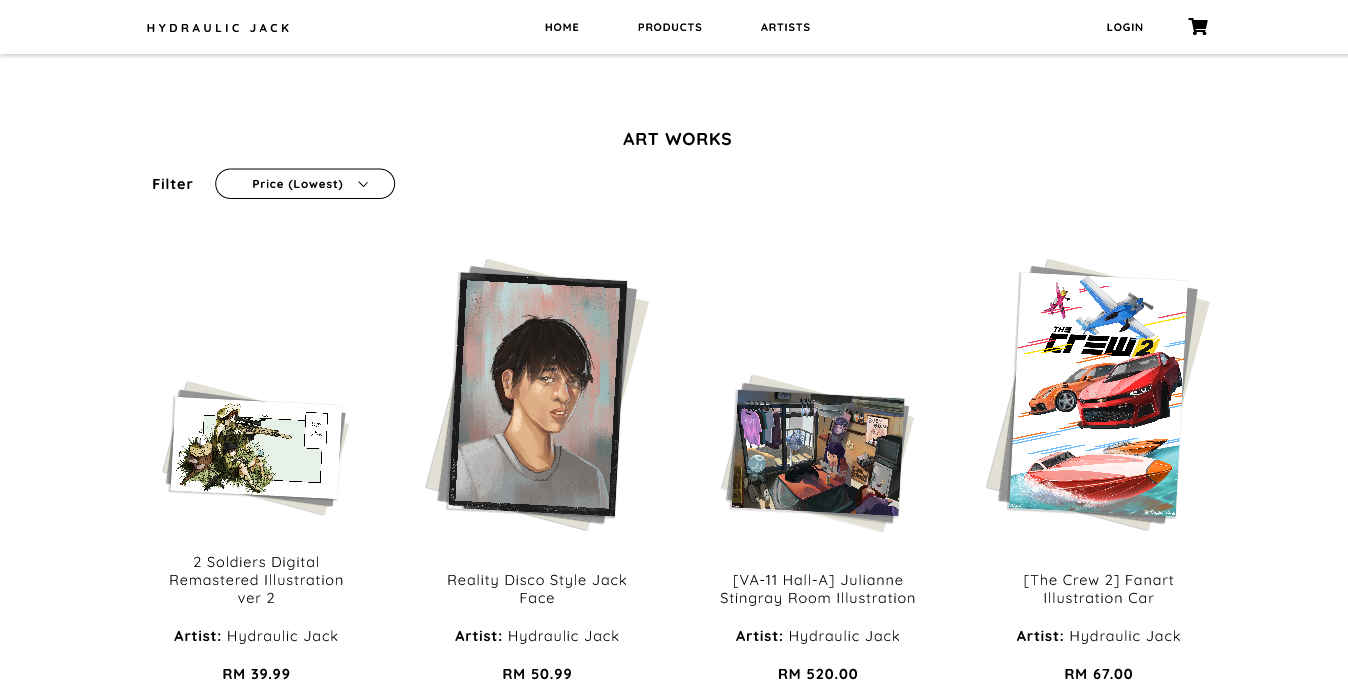 HYDRAULIC JACK
HOME
PRODUCTS
ARTISTS
LOGIN
ART WORKS
Filter
Price (Lowest)
THE
CREW 2
2 Soldiers Digital
Remastered Illustration
ver 2
Artist: Hydraulic Jack
RM 39.99
Reality Disco Style Jack
Face
Artist: Hydraulic Jack
RM 50.99
[VA-11 Hall-A] Julianne
Stingray Room Illustration
Artist: Hydraulic Jack
RM 520.00
[The Crew 2] Fanart
Illustration Car
Artist: Hydraulic Jack
RM 67.00